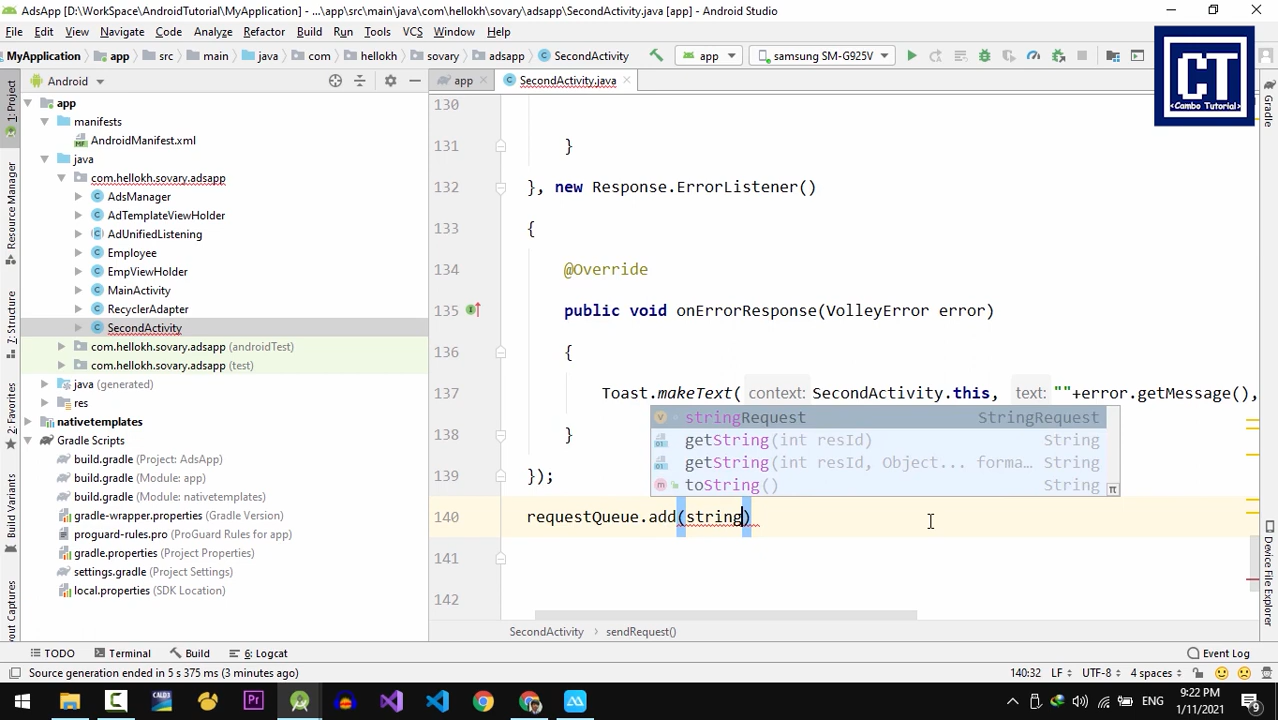 AdsApp [D:\WorkSpace\AndroidTutorial\MyApplication] - ...\app\src\main\java\com\hellokh\sovary\adsapp\SecondActivity.java [app] - Android Studio
File Edit View Navigate Code Analyze Refactor Build Run Tools VCS Window Help
MyApplication app src main java com hellokh sovary adsapp SecondActivity app samsung SM-G925V
CT
<Cambo Tutorial>
Android app SecondActivity.java
1: Project
Resource Manager
Z: Structure
2: Favorites
Build Variants
out Captures
Gradle
Device File Explorer
app
manifests
AndroidManifest.xml
java
com.hellokh.sovary.adsapp
AdsManager
AdTemplateViewHolder
AdUnifiedListening
Employee
EmpViewHolder
MainActivity
RecyclerAdapter
SecondActivity
com.hellokh.sovary.adsapp (androidTest)
com.hellokh.sovary.adsapp (test)
java (generated)
res
nativetemplates
Gradle Scripts
build.gradle (Project: AdsApp)
build.gradle (Module: app)
build.gradle (Module: nativetemplates)
gradle-wrapper.properties (Gradle Version)
proguard-rules.pro (ProGuard Rules for app)
gradle.properties (Project Properties)
settings.gradle (Project Settings)
local.properties (SDK Location)
130
131 }
132 }, new Response.ErrorListener()
133 {
134 @Override
135 public void onErrorResponse(VolleyError error)
136 {
137 Toast.makeText( context: SecondActivity.this, text: ""+error.getMessage(),
138 }
139 });
140 requestQueue.add(string)
141
142
stringRequest StringRequest
getString(int resId) String
getString(int resId, Object... forma... String
toString() String
SecondActivity › sendRequest()
TODO Terminal Build 6: Logcat Event Log
Source generation ended in 5 s 375 ms (3 minutes ago) 140:32 LF UTF-8 4 spaces
CALD3
Pr
ENG
9:22 PM
1/11/2021
9